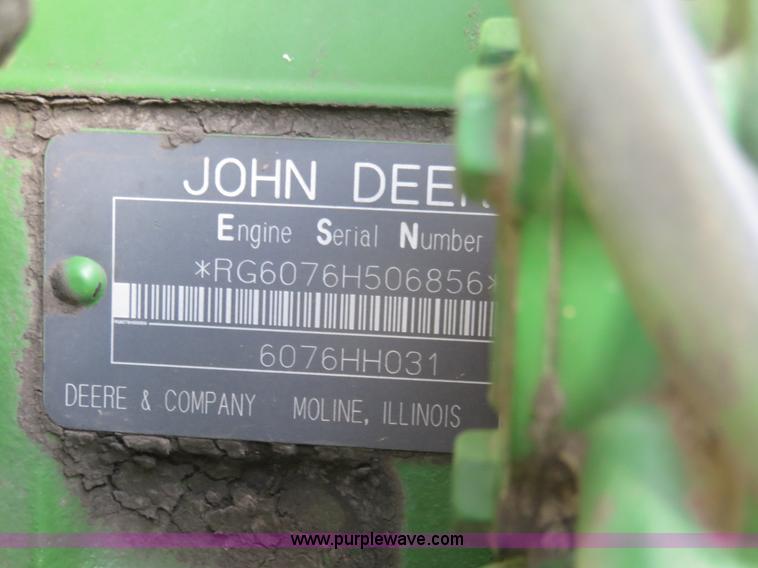 JOHN DEER
Engine Serial Number
*RG6076H506856*
6076HH031
DEERE & COMPANY MOLINE, ILLINOIS
www.purplewave.com